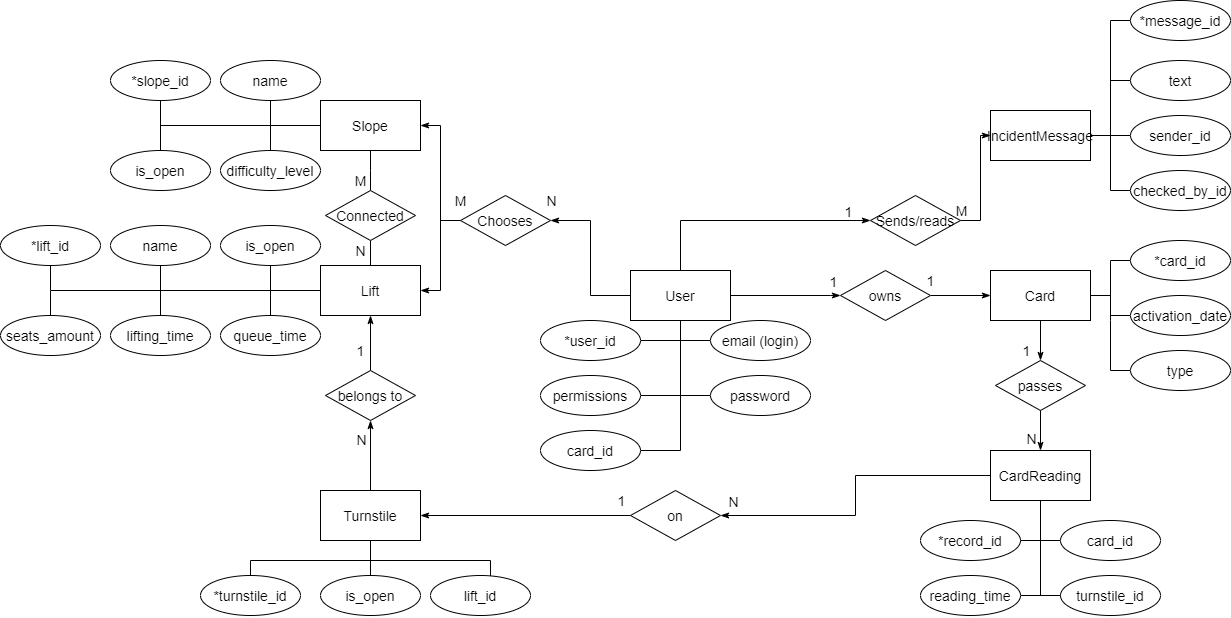 *message_id
text
sender_id
checked_by_id
IncidentMessage
*slope_id
name
Slope
is_open
difficulty_level
M
Connected
N
M
Chooses
N
1
Sends/reads
M
*lift_id
name
is_open
Lift
seats_amount
lifting_time
queue_time
User
1
owns
1
Card
*card_id
activation_date
type
*user_id
email (login)
permissions
password
card_id
1
belongs to
N
1
passes
N
CardReading
Turnstile
1
on
N
*record_id
card_id
reading_time
turnstile_id
*turnstile_id
is_open
lift_id